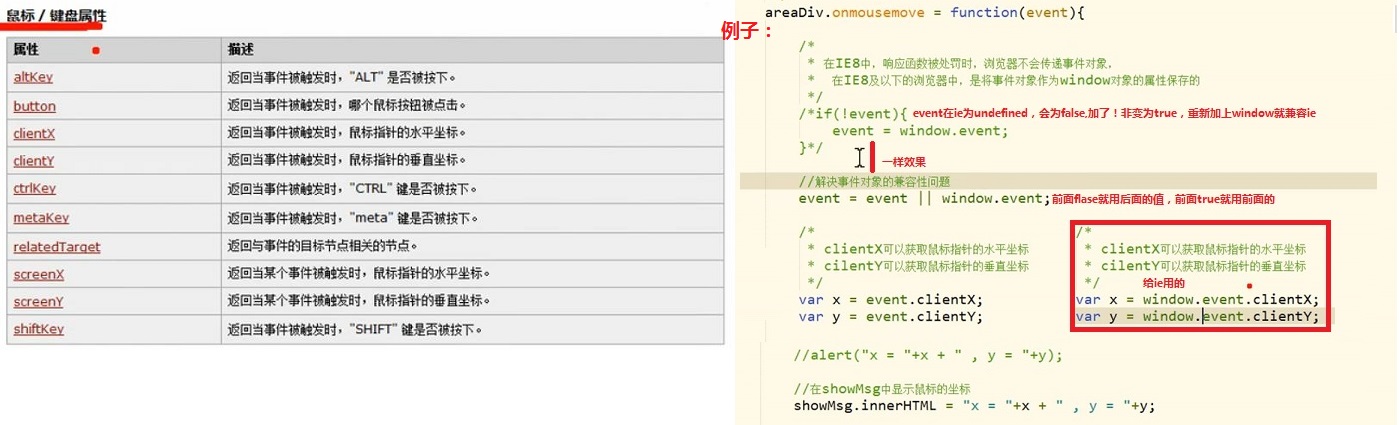 鼠标 / 键盘属性
属性 描述
altKey 返回当事件被触发时，"ALT" 是否被按下。
button 返回当事件被触发时，哪个鼠标按钮被点击。
clientX 返回当事件被触发时，鼠标指针的水平坐标。
clientY 返回当事件被触发时，鼠标指针的垂直坐标。
ctrlKey 返回当事件被触发时，"CTRL" 键是否被按下。
metaKey 返回当事件被触发时，"meta" 键是否被按下。
relatedTarget 返回与事件的目标节点相关的节点。
screenX 返回当某个事件被触发时，鼠标指针的水平坐标。
screenY 返回当某个事件被触发时，鼠标指针的垂直坐标。
shiftKey 返回当事件被触发时，"SHIFT" 键是否被按下。
例子：
areaDiv.onmousemove = function(event){
/*
* 在IE8中，响应函数被处罚时，浏览器不会传递事件对象，
* 在IE8及以下的浏览器中，是将事件对象作为window对象的属性保存的
*/
/*if(!event){ event在ie为undefined，会为false,加了！非变为true，重新加上window就兼容ie
event = window.event;
}*/
一样效果
//解决事件对象的兼容性问题
event = event || window.event;前面flase就用后面的值，前面true就用前面的
/*
* clientX可以获取鼠标指针的水平坐标
* cilentY可以获取鼠标指针的垂直坐标
*/
var x = event.clientX;
var y = event.clientY;
/*
* clientX可以获取鼠标指针的水平坐标
* cilentY可以获取鼠标指针的垂直坐标
*/ 给ie用的
var x = window.event.clientX;
var y = window.event.clientY;
//alert("x = "+x + " , y = "+y);
//在showMsg中显示鼠标的坐标
showMsg.innerHTML = "x = "+x + " , y = "+y;